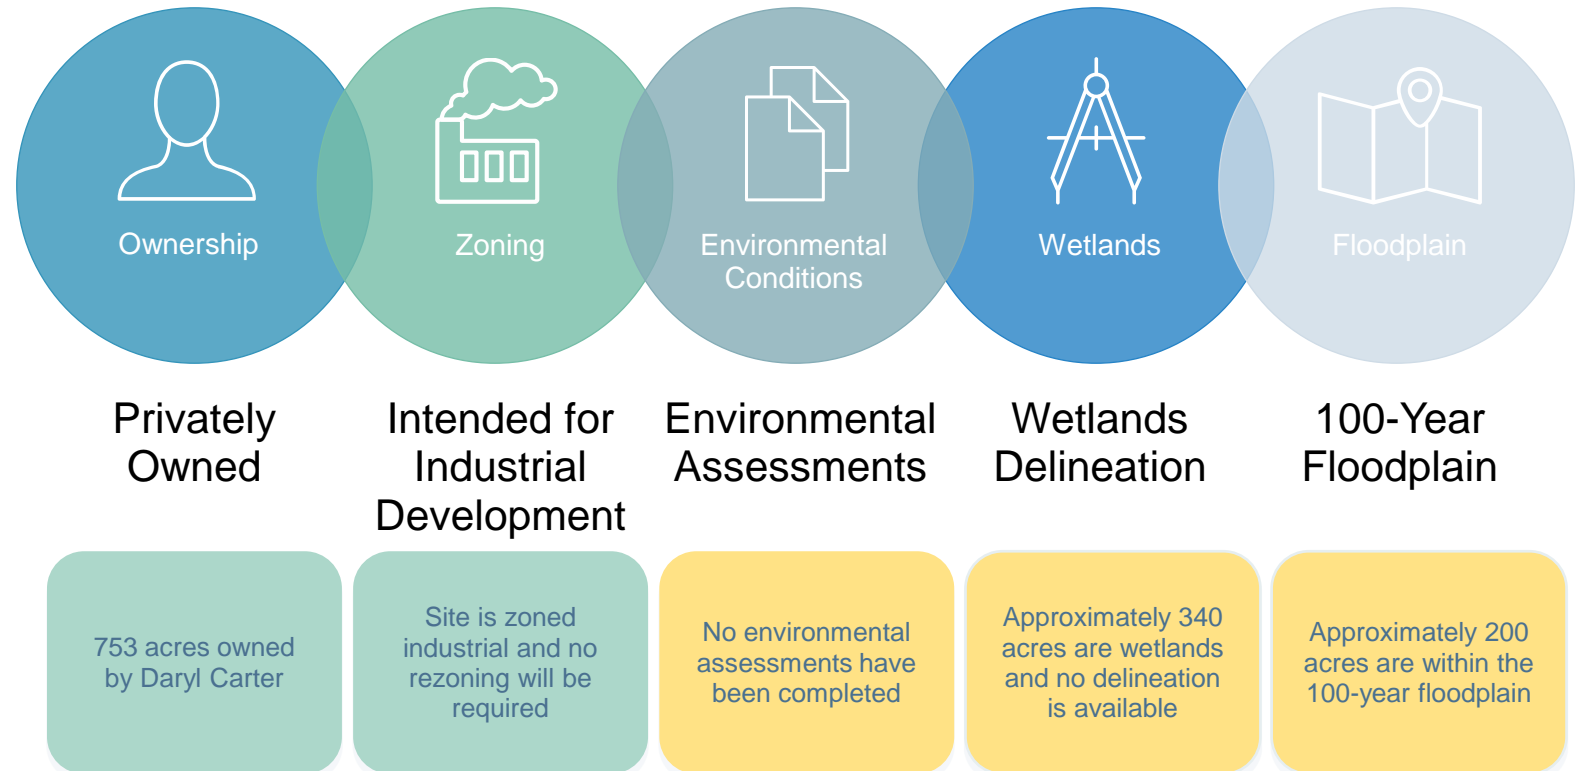 Ownership
Zoning
Environmental
Conditions
Wetlands
Floodplain
Privately
Owned
Intended for
Industrial
Development
Environmental
Assessments
Wetlands
Delineation
100-Year
Floodplain
753 acres owned
by Daryl Carter
Site is zoned
industrial and no
rezoning will be
required
No environmental
assessments have
been completed
Approximately 340
acres are wetlands
and no delineation
is available
Approximately 200
acres are within the
100-year floodplain